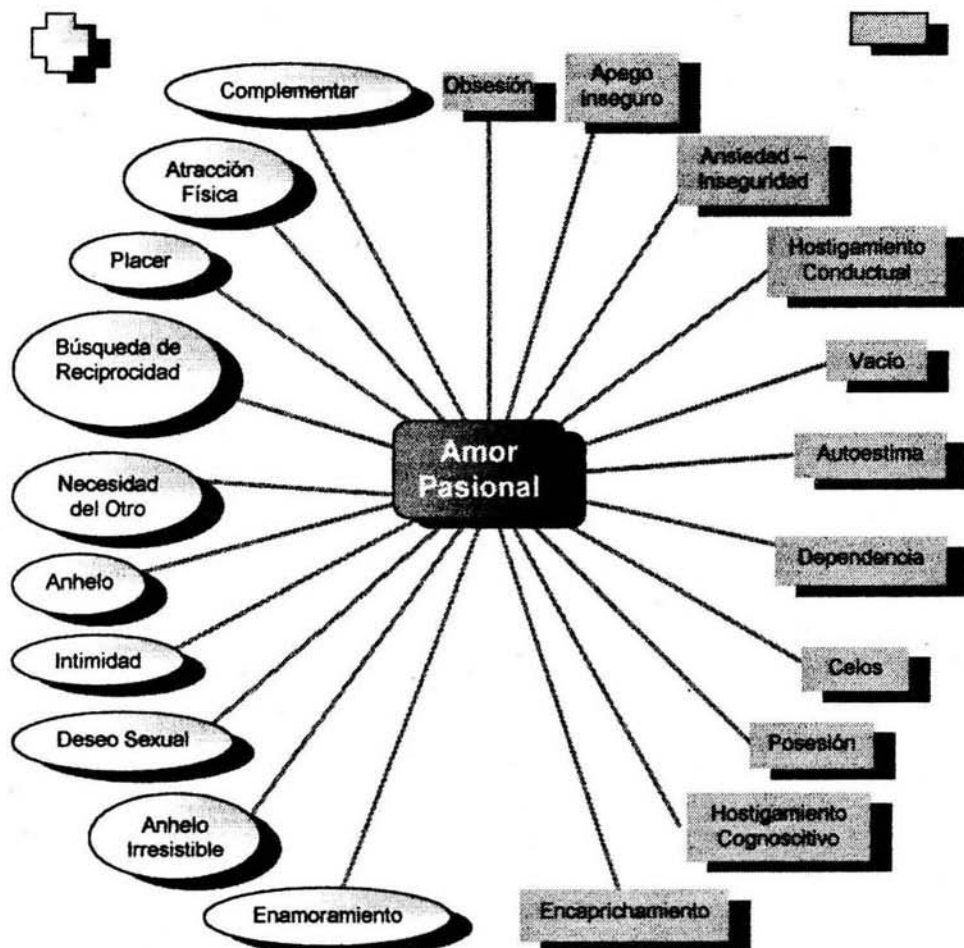 Complementar
Obsesión
Apego
Inseguro
Atracción
Física
Ansiedad –
Inseguridad
Placer
Hostigamiento
Conductual
Búsqueda de
Reciprocidad
Vacío
Amor
Pasional
Autoestima
Necesidad
del Otro
Dependencia
Anhelo
Intimidad
Celos
Deseo Sexual
Posesión
Anhelo
Irresistible
Hostigamiento
Cognoscitivo
Enamoramiento
Encaprichamiento